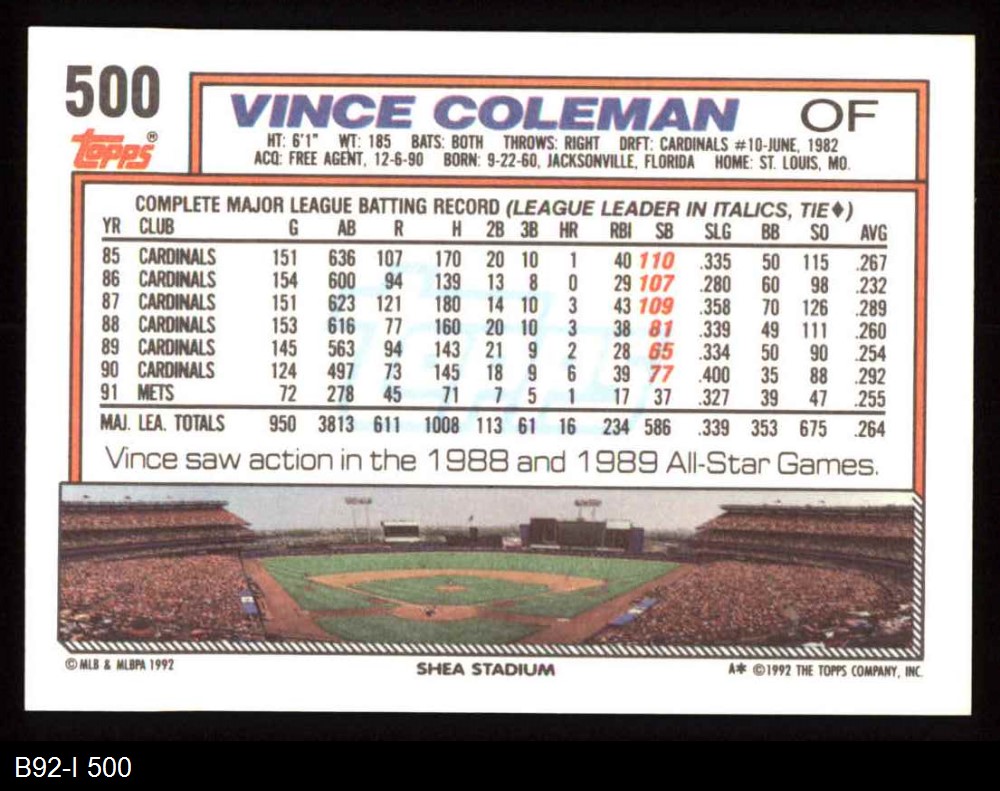 500
Topps®
VINCE COLEMAN OF
HT: 6'1" WT: 185 BATS: BOTH THROWS: RIGHT DRFT: CARDINALS #10-JUNE, 1982
ACQ: FREE AGENT, 12-6-90 BORN: 9-22-60, JACKSONVILLE, FLORIDA HOME: ST. LOUIS, MO.
COMPLETE MAJOR LEAGUE BATTING RECORD (LEAGUE LEADER IN ITALICS, TIE♦)
YR CLUB G AB R H 2B 3B HR RBI SB SLG BB SO AVG
85 CARDINALS 151 636 107 170 20 10 1 40 110 .335 50 115 .267
86 CARDINALS 154 600 94 139 13 8 0 29 107 .280 60 98 .232
87 CARDINALS 151 623 121 180 14 10 3 43 109 .358 70 126 .289
88 CARDINALS 153 616 77 160 20 10 3 38 81 .339 49 111 .260
89 CARDINALS 145 563 94 143 21 9 2 28 65 .334 50 90 .254
90 CARDINALS 124 497 73 145 18 9 6 39 77 .400 35 88 .292
91 METS 72 278 45 71 7 5 1 17 37 .327 39 47 .255
MAJ. LEA. TOTALS 950 3813 611 1008 113 61 16 234 586 .339 353 675 .264
Vince saw action in the 1988 and 1989 All-Star Games.
© MLB & MLBPA 1992
SHEA STADIUM
A* © 1992 THE TOPPS COMPANY, INC.
B92-I 500